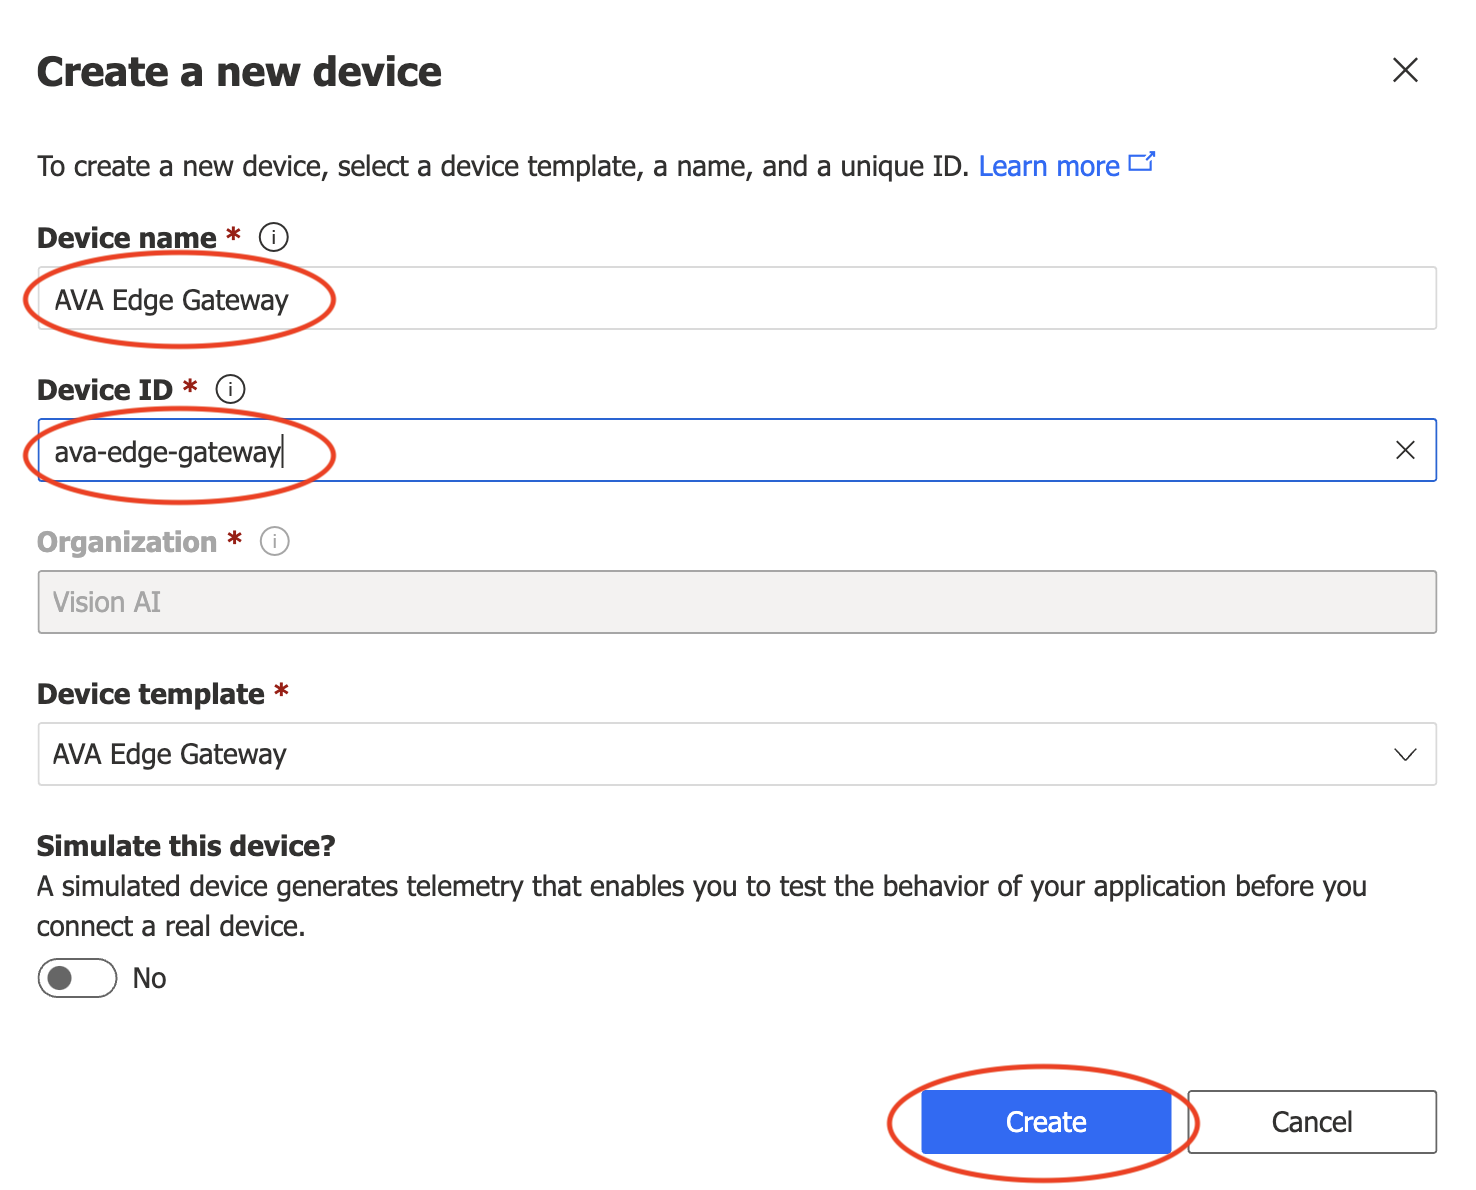 Create a new device
To create a new device, select a device template, a name, and a unique ID. Learn more
Device name *
AVA Edge Gateway
Device ID *
ava-edge-gateway
Organization *
Vision AI
Device template *
AVA Edge Gateway
Simulate this device?
A simulated device generates telemetry that enables you to test the behavior of your application before you
connect a real device.
No
Create Cancel